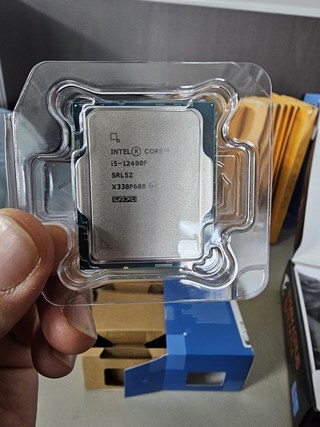 INTEL® CORE™
i5-12400F
SRL5Z
X338P680